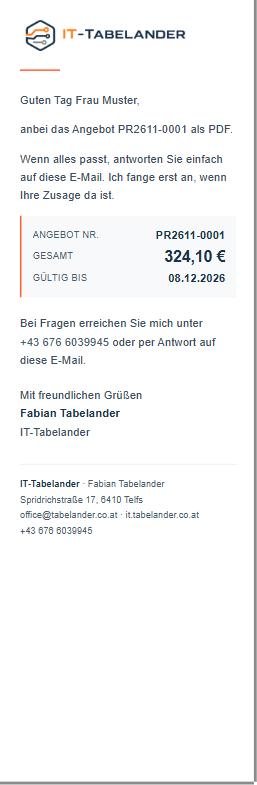 IT-TABELANDER
Guten Tag Frau Muster,
anbei das Angebot PR2611-0001 als PDF.
Wenn alles passt, antworten Sie einfach
auf diese E-Mail. Ich fange erst an, wenn
Ihre Zusage da ist.
ANGEBOT NR. PR2611-0001
GESAMT 324,10 €
GÜLTIG BIS 08.12.2026
Bei Fragen erreichen Sie mich unter
+43 676 6039945 oder per Antwort auf
diese E-Mail.
Mit freundlichen Grüßen
Fabian Tabelander
IT-Tabelander
IT-Tabelander · Fabian Tabelander
Spridrichstraße 17, 6410 Telfs
office@tabelander.co.at · it.tabelander.co.at
+43 676 6039945